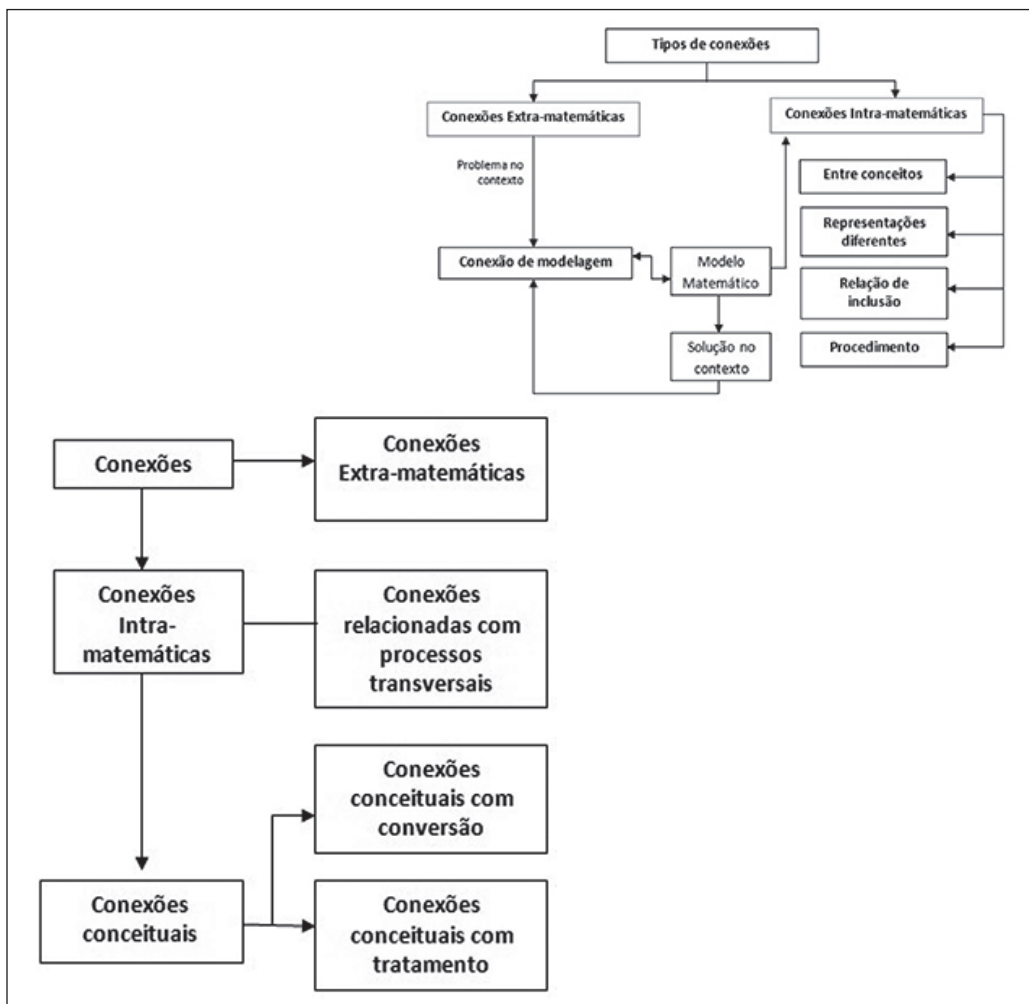 Tipos de conexões
Conexões Extra-matemáticas
Conexões Intra-matemáticas
Problema no
contexto
Entre conceitos
Representações
diferentes
Conexão de modelagem
Modelo
Matemático
Relação de
inclusão
Solução no
contexto
Procedimento
Conexões
Conexões
Extra-matemáticas
Conexões
Intra-
matemáticas
Conexões
relacionadas com
processos
transversais
Conexões
conceituais com
conversão
Conexões
conceituais
Conexões
conceituais com
tratamento